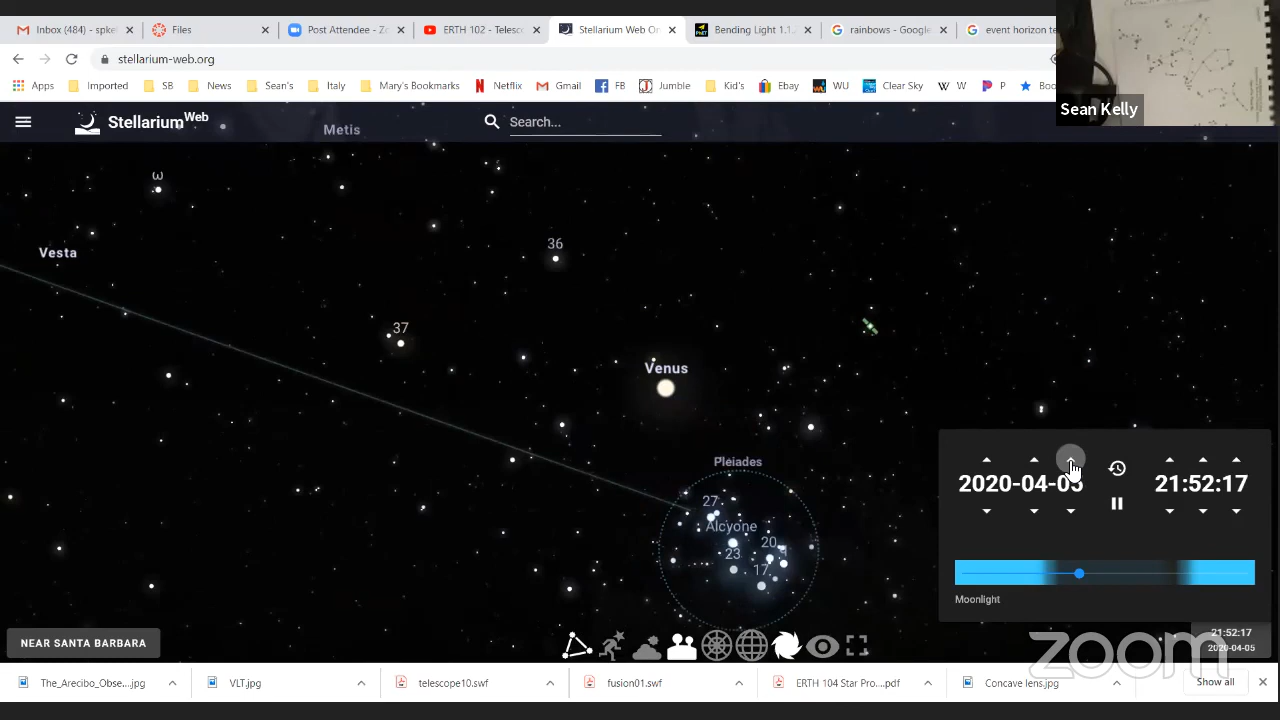 Inbox (484) - spke
Files
Post Attendee - Zo
ERTH 102 - Telesco
Stellarium Web On
Bending Light 1.1.
rainbows - Google
event horizon te
stellarium-web.org
Apps
Imported
SB
News
Sean's
Italy
Mary's Bookmarks
Netflix
Gmail
FB
Jumble
Kid's
Ebay
WU
Clear Sky
W
P
Boo
Sean Kelly
Stellarium Web
Search...
Metis
ω
Vesta
36
37
Venus
Pleiades
27
Alcyone
20
23
17
2020-04-05
21:52:17
Moonlight
NEAR SANTA BARBARA
21:52:17
2020-04-05
zoom
The_Arecibo_Obse....jpg
VLT.jpg
telescope10.swf
fusion01.swf
ERTH 104 Star Pro....pdf
Concave lens.jpg
Show all